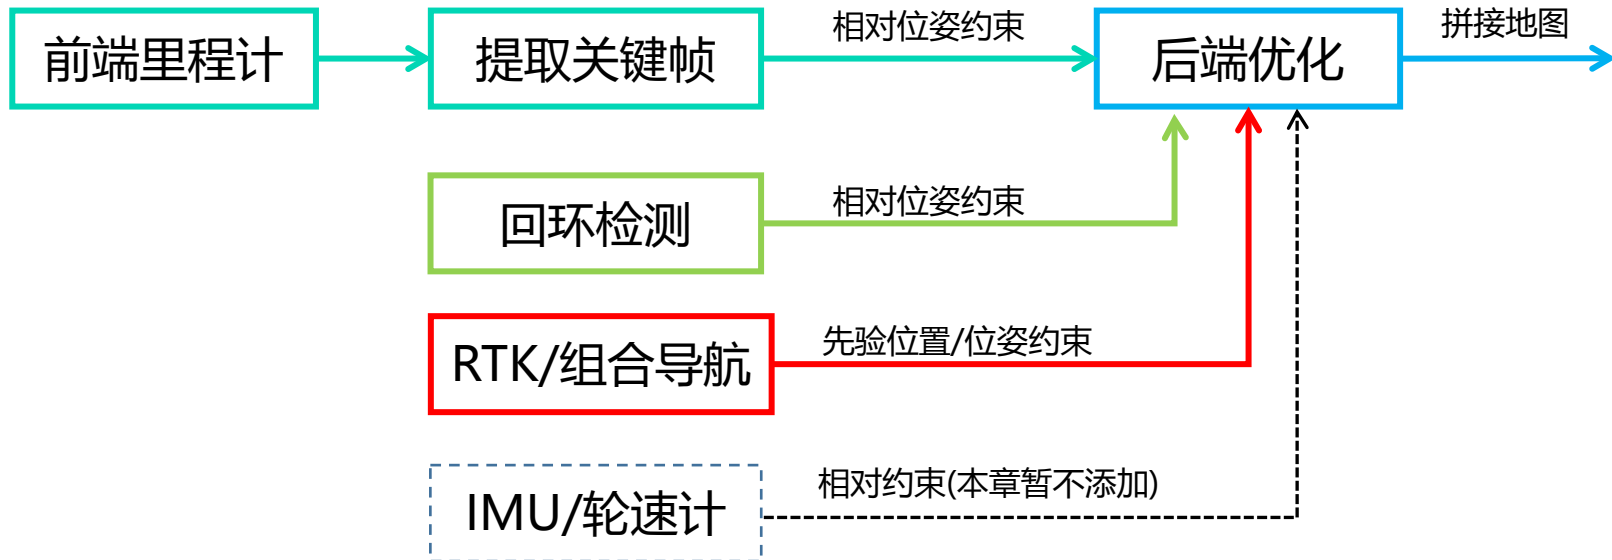 前端里程计
提取关键帧
相对位姿约束
后端优化
拼接地图
回环检测
相对位姿约束
RTK/组合导航
先验位置/位姿约束
IMU/轮速计
相对约束(本章暂不添加)